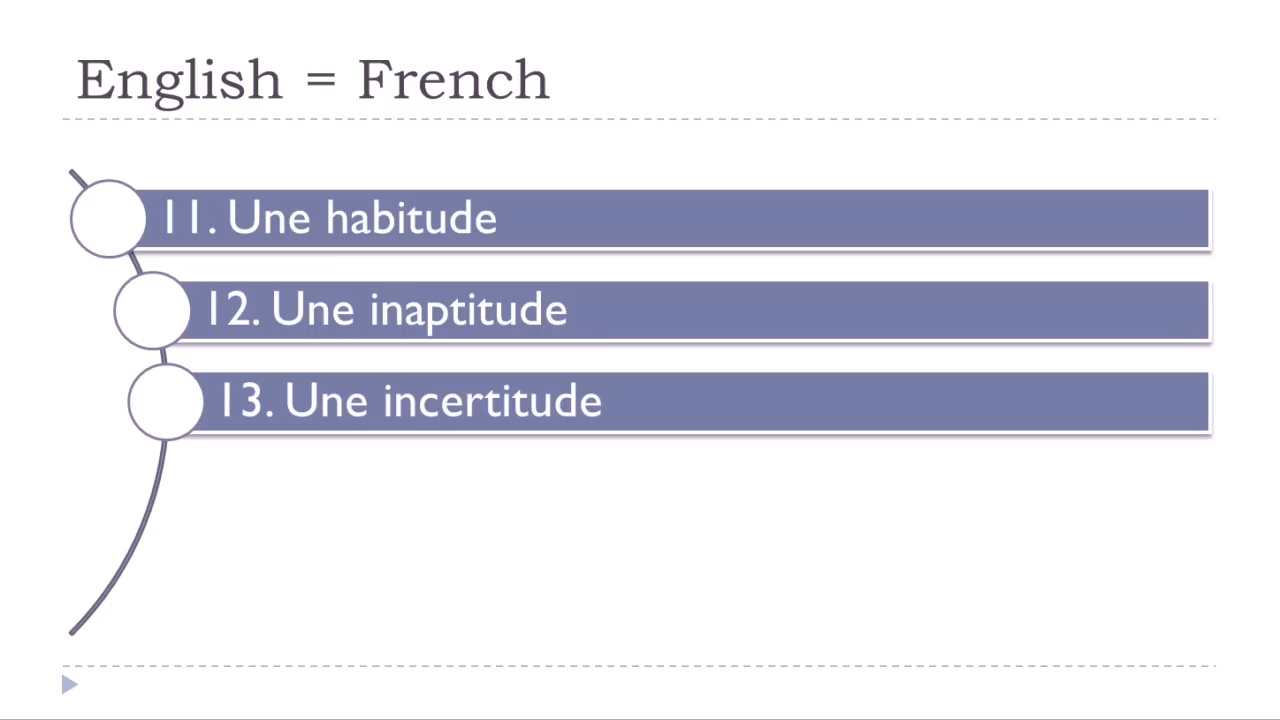 English = French
11. Une habitude
12. Une inaptitude
13. Une incertitude